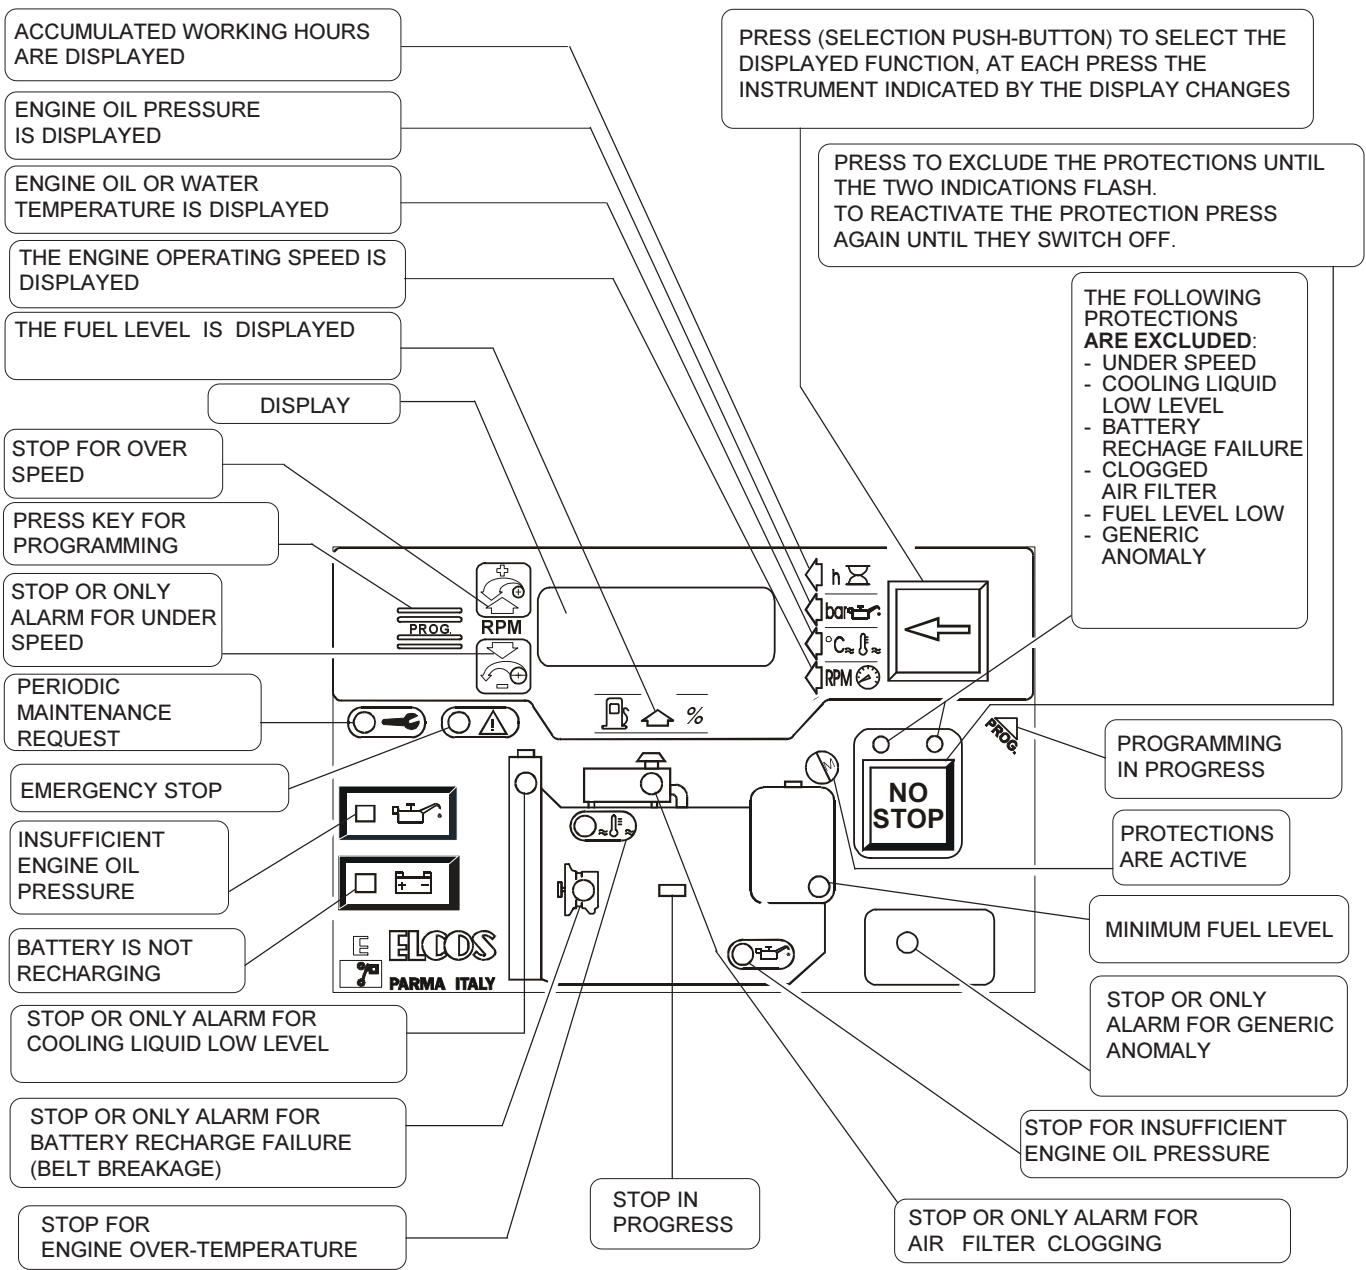 ACCUMULATED WORKING HOURS
ARE DISPLAYED
ENGINE OIL PRESSURE
IS DISPLAYED
ENGINE OIL OR WATER
TEMPERATURE IS DISPLAYED
THE ENGINE OPERATING SPEED IS
DISPLAYED
THE FUEL LEVEL IS DISPLAYED
DISPLAY
STOP FOR OVER
SPEED
PRESS KEY FOR
PROGRAMMING
STOP OR ONLY
ALARM FOR UNDER
SPEED
PERIODIC
MAINTENANCE
REQUEST
EMERGENCY STOP
INSUFFICIENT
ENGINE OIL
PRESSURE
BATTERY IS NOT
RECHARGING
STOP OR ONLY ALARM FOR
COOLING LIQUID LOW LEVEL
STOP OR ONLY ALARM FOR
BATTERY RECHARGE FAILURE
(BELT BREAKAGE)
STOP FOR
ENGINE OVER-TEMPERATURE
PRESS (SELECTION PUSH-BUTTON) TO SELECT THE
DISPLAYED FUNCTION, AT EACH PRESS THE
INSTRUMENT INDICATED BY THE DISPLAY CHANGES
PRESS TO EXCLUDE THE PROTECTIONS UNTIL
THE TWO INDICATIONS FLASH.
TO REACTIVATE THE PROTECTION PRESS
AGAIN UNTIL THEY SWITCH OFF.
THE FOLLOWING
PROTECTIONS
ARE EXCLUDED:
- UNDER SPEED
- COOLING LIQUID
LOW LEVEL
- BATTERY
RECHAGE FAILURE
- CLOGGED
AIR FILTER
- FUEL LEVEL LOW
- GENERIC
ANOMALY
PROG.
RPM
h
bar
°C
RPM
%
PROG.
M
NO
STOP
E
ELCOS
PARMA ITALY
PROGRAMMING
IN PROGRESS
PROTECTIONS
ARE ACTIVE
MINIMUM FUEL LEVEL
STOP OR ONLY
ALARM FOR GENERIC
ANOMALY
STOP FOR INSUFFICIENT
ENGINE OIL PRESSURE
STOP IN
PROGRESS
STOP OR ONLY ALARM FOR
AIR FILTER CLOGGING